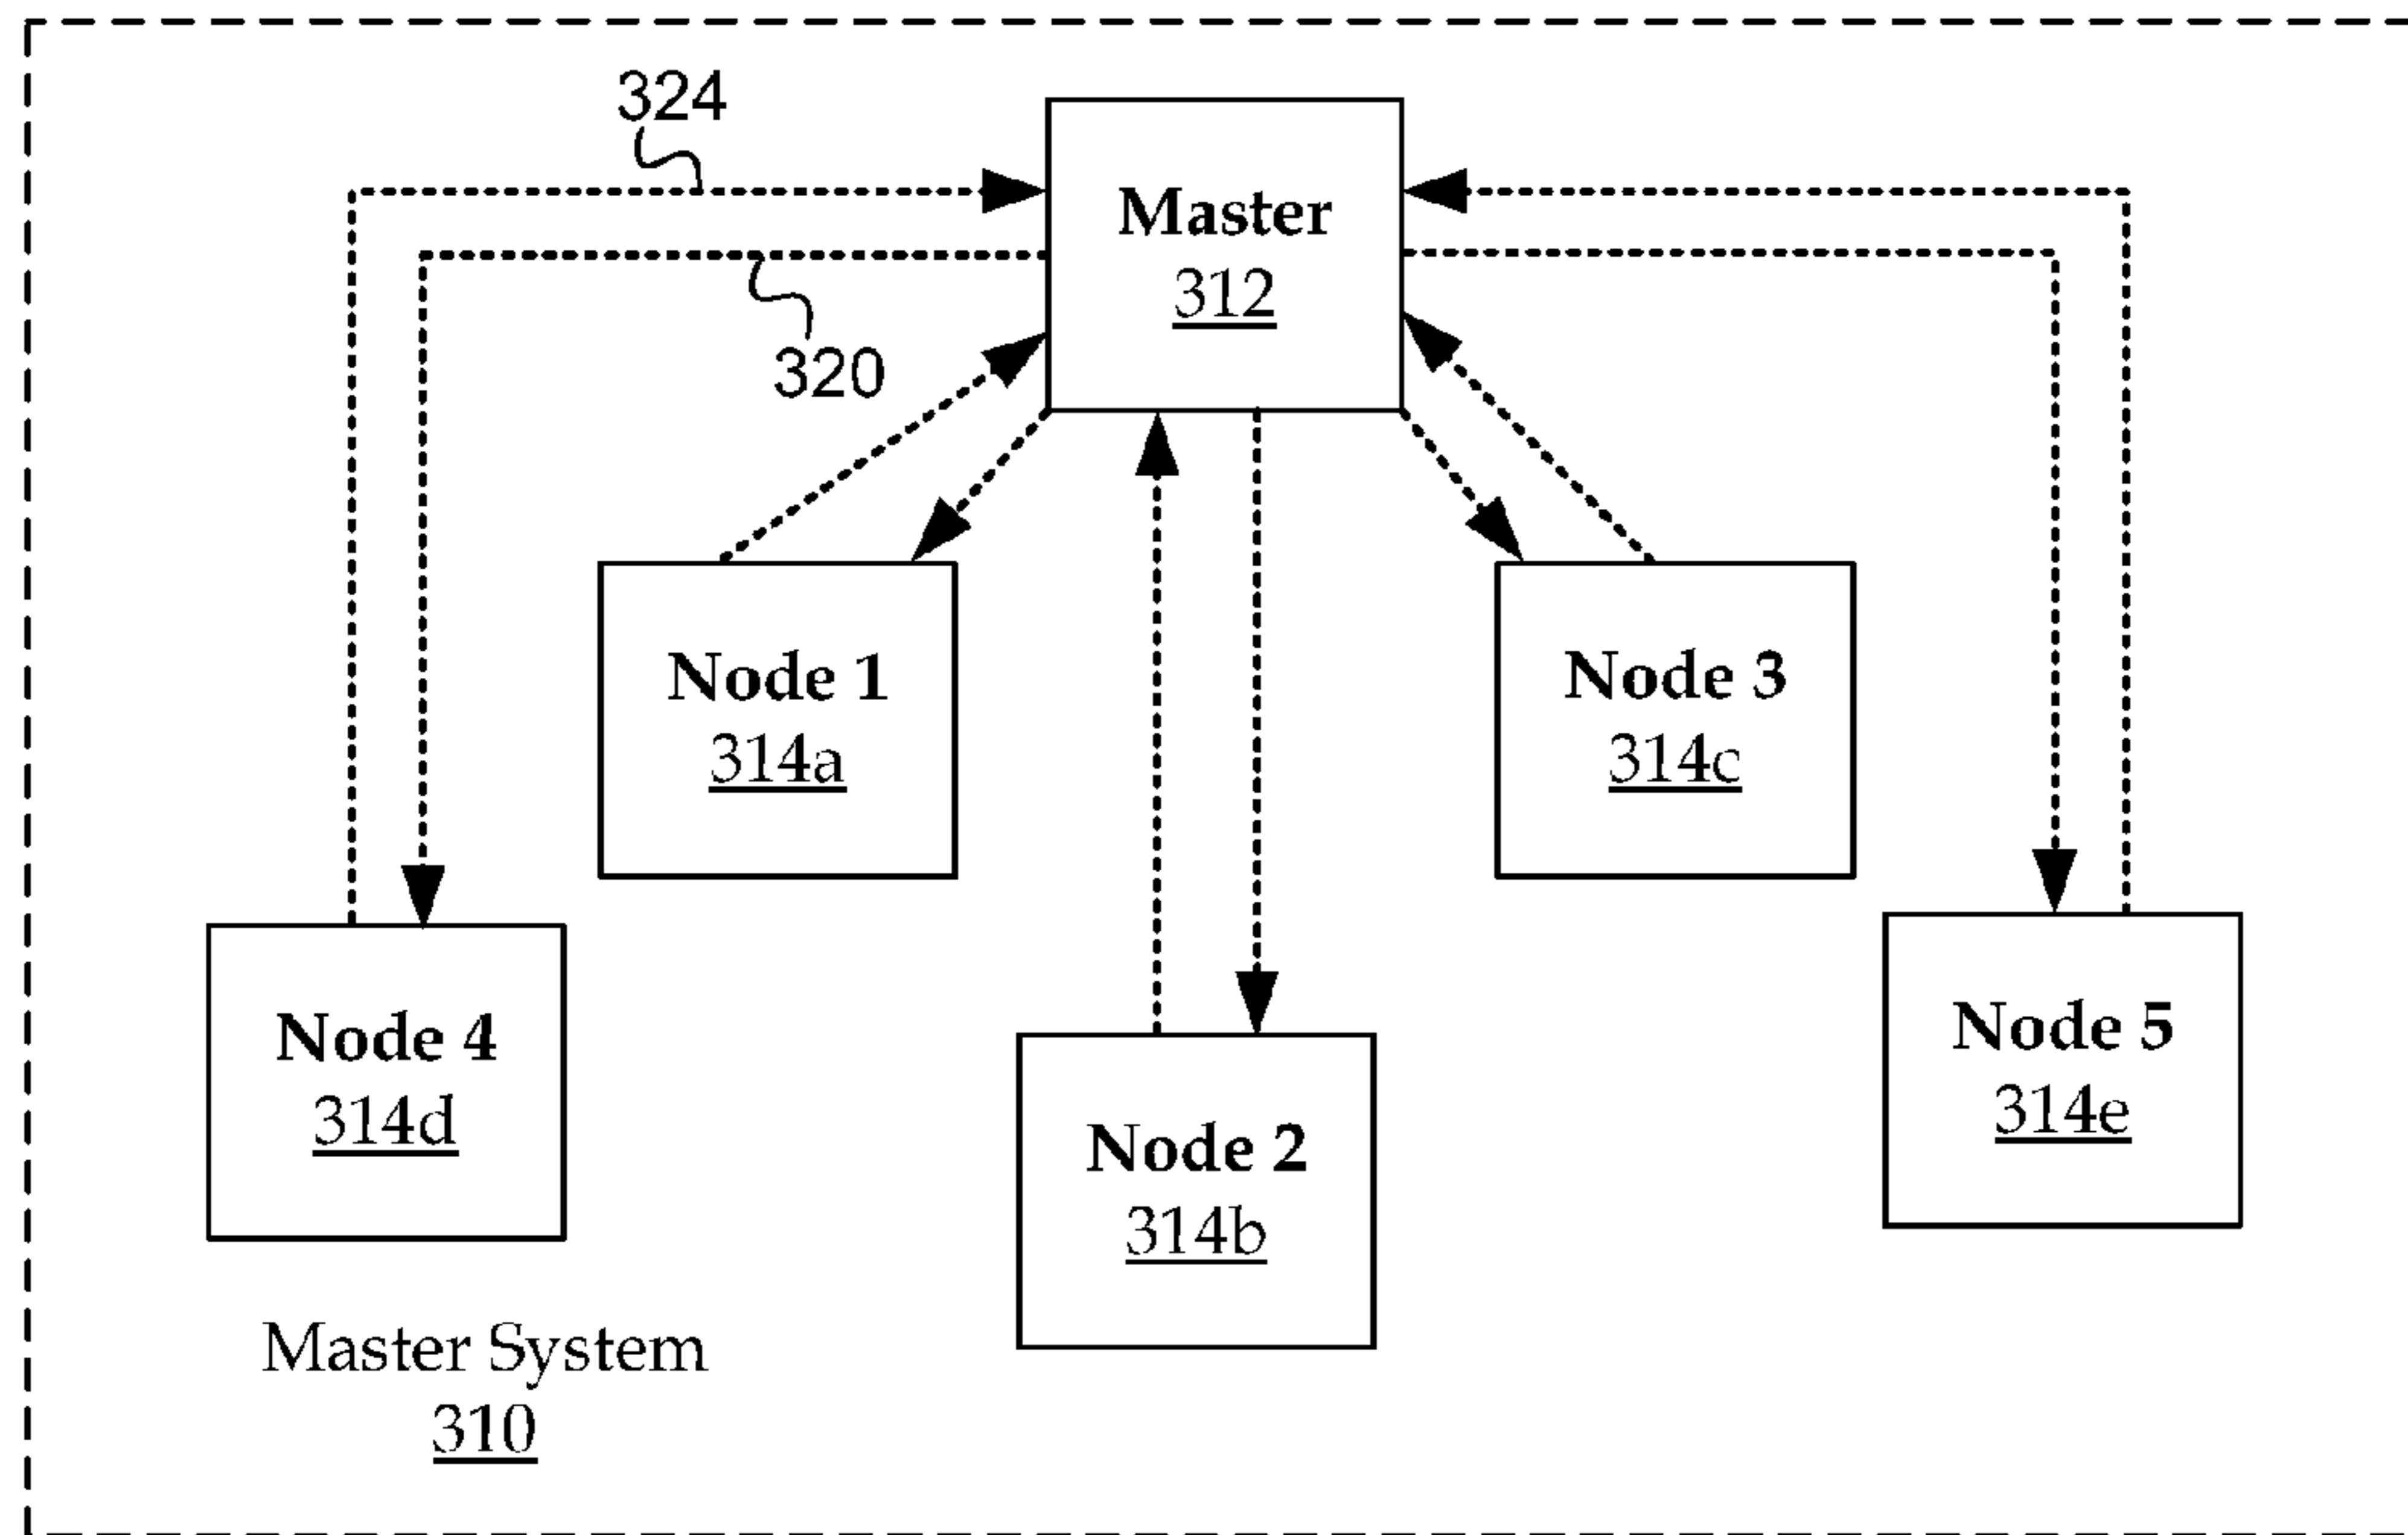 324
Master
312
320
Node 1
314a
Node 3
314c
Node 4
314d
Node 5
314e
Node 2
314b
Master System
310